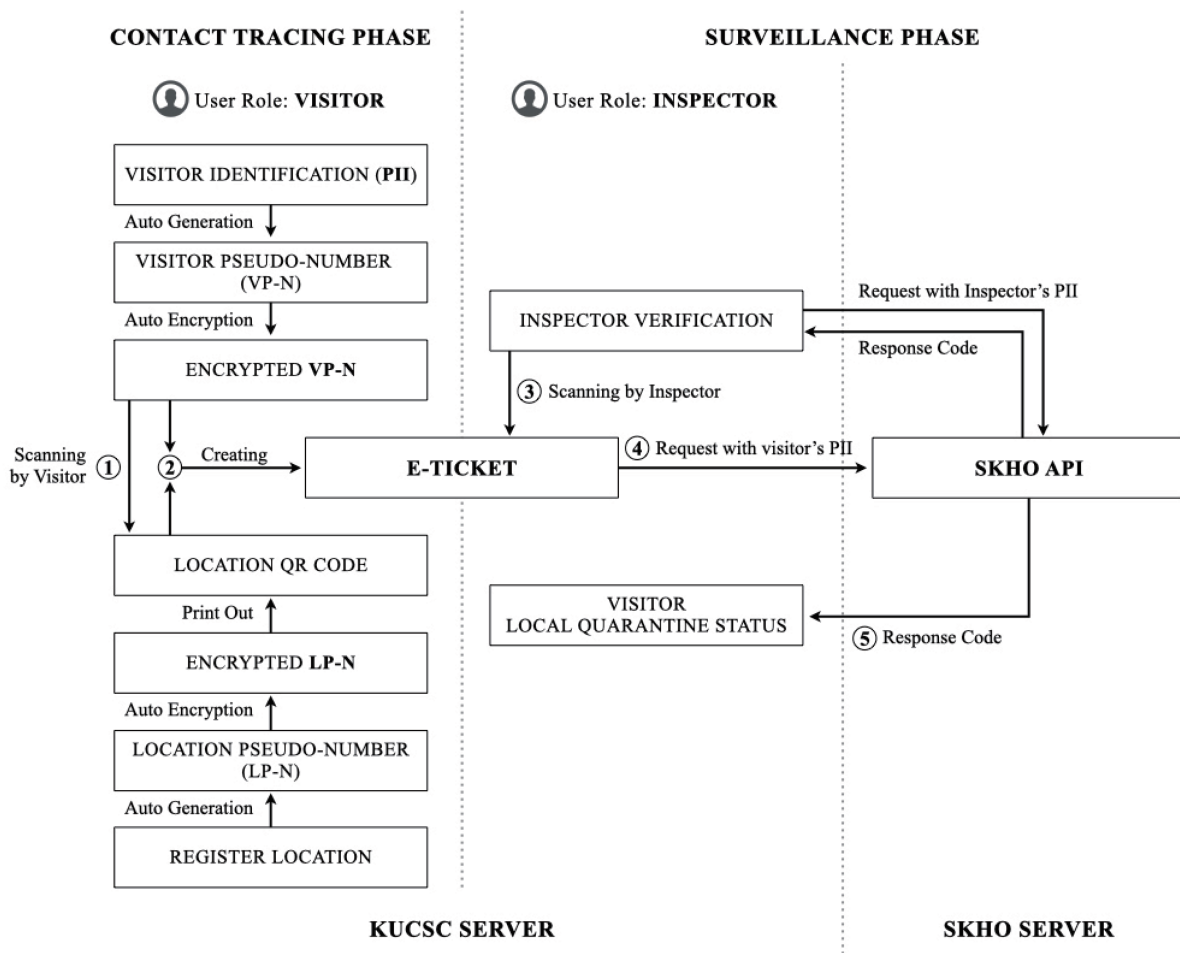 CONTACT TRACING PHASE
SURVEILLANCE PHASE
User Role: VISITOR
User Role: INSPECTOR
VISITOR IDENTIFICATION (PII)
Auto Generation
VISITOR PSEUDO-NUMBER
(VP-N)
Auto Encryption
ENCRYPTED VP-N
INSPECTOR VERIFICATION
Request with Inspector's PII
Response Code
3 Scanning by Inspector
Scanning
by Visitor
1
2
Creating
E-TICKET
4 Request with visitor's PII
SKHO API
LOCATION QR CODE
Print Out
ENCRYPTED LP-N
Auto Encryption
LOCATION PSEUDO-NUMBER
(LP-N)
Auto Generation
REGISTER LOCATION
VISITOR
LOCAL QUARANTINE STATUS
5 Response Code
KUCSC SERVER
SKHO SERVER